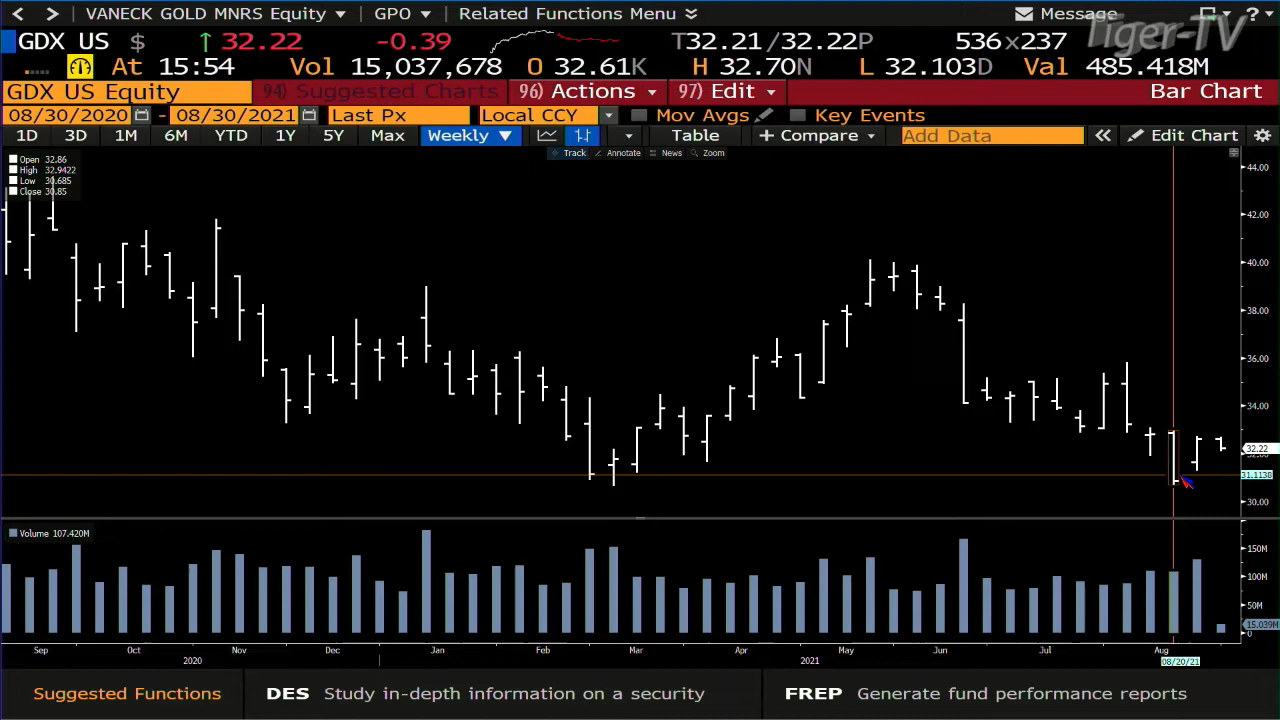 VANECK GOLD MNRS Equity GPO Related Functions Menu Message ?
GDX US $ 32.22 -0.39 T32.21/32.22P 536x237 Tiger-TV
At 15:54 Vol 15,037,678 O 32.61K H 32.70N L 32.103D Val 485.418M
GDX US Equity 94) Suggested Charts 96) Actions 97) Edit Bar Chart
08/30/2020 - 08/30/2021 Last Px Local CCY Mov Avgs Key Events
1D 3D 1M 6M YTD 1Y 5Y Max Weekly Table + Compare Add Data Edit Chart
Track Annotate News Zoom
Open 32.86
High 32.9422
Low 30.685
Close 30.85
44.00
42.00
40.00
38.00
36.00
34.00
32.22
31.1138
30.00
Volume 107.420M
150M
100M
50M
15.039M
0
Sep Oct Nov Dec Jan Feb Mar Apr May Jun Jul Aug
2020 2021 08/20/21
Suggested Functions DES Study in-depth information on a security FREP Generate fund performance reports